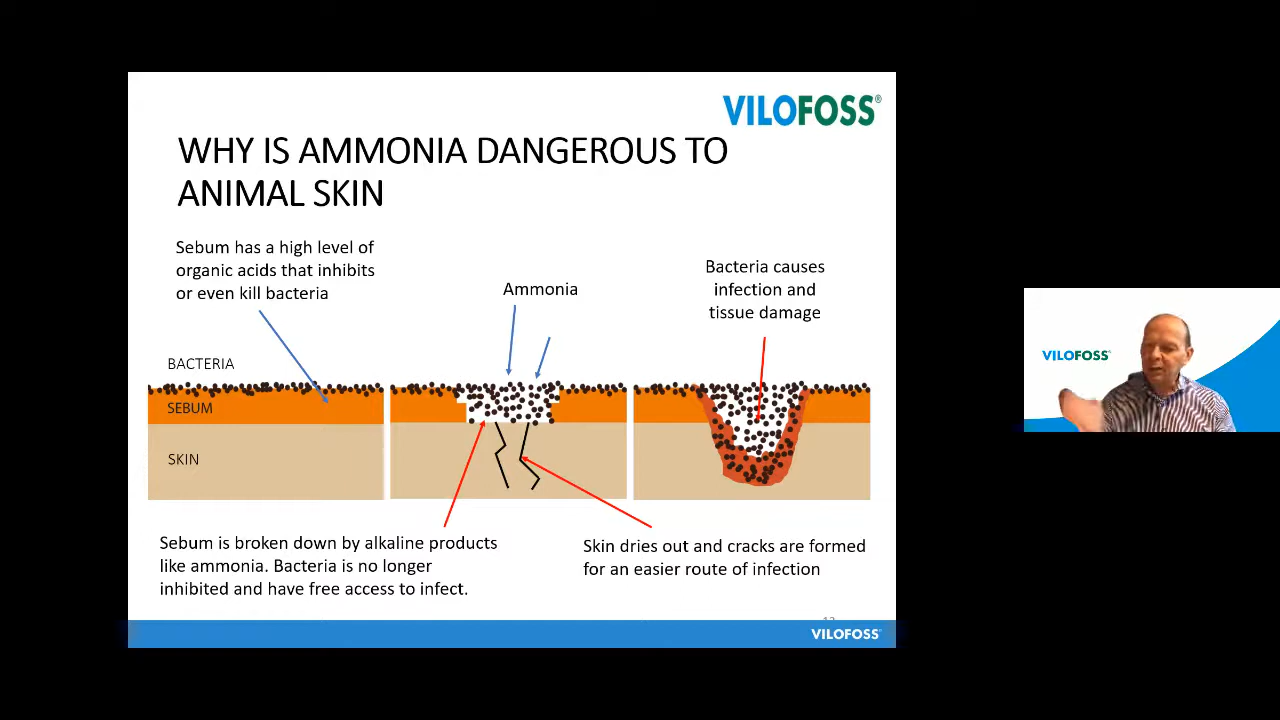 VILOFOSS®
WHY IS AMMONIA DANGEROUS TO
ANIMAL SKIN
Sebum has a high level of
organic acids that inhibits
or even kill bacteria
Ammonia
Bacteria causes
infection and
tissue damage
BACTERIA
SEBUM
SKIN
Sebum is broken down by alkaline products
like ammonia. Bacteria is no longer
inhibited and have free access to infect.
Skin dries out and cracks are formed
for an easier route of infection
VILOFOSS®
VILOFOSS®